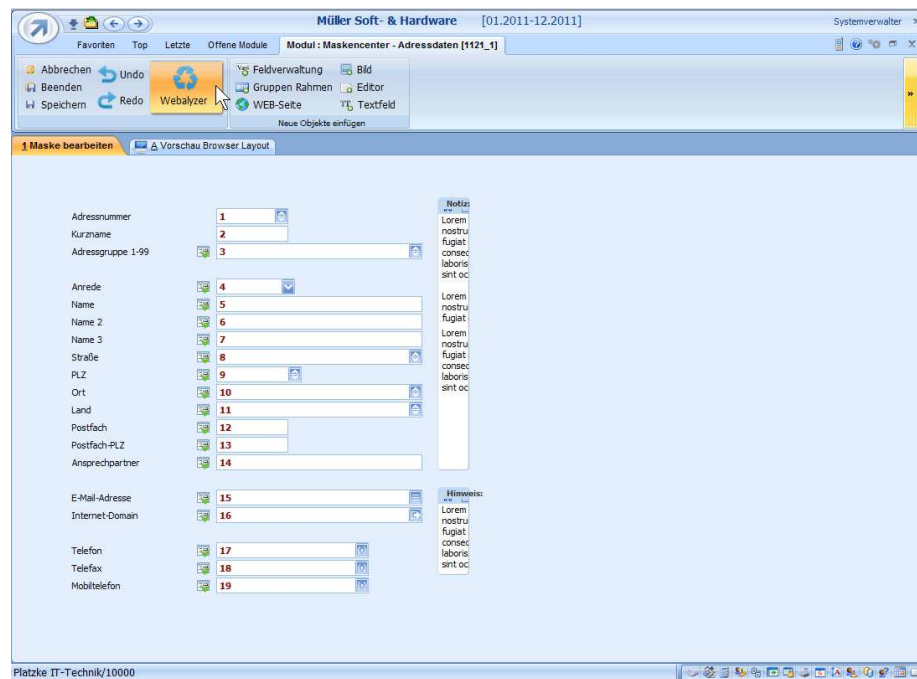 Müller Soft- & Hardware [01.2011-12.2011]
Systemverwalter
Favoriten Top Letzte Offene Module Modul : Maskencenter - Adressdaten [1121_1]
Abbrechen Undo Webalyzer Feldverwaltung Bild
Beenden Gruppen Rahmen Editor
Speichern Redo WEB-Seite Textfeld
Neue Objekte einfügen
1 Maske bearbeiten A Vorschau Browser Layout
Adressnummer 1
Kurzname 2
Adressgruppe 1-99 3
Anrede 4
Name 5
Name 2 6
Name 3 7
Straße 8
PLZ 9
Ort 10
Land 11
Postfach 12
Postfach-PLZ 13
Ansprechpartner 14
E-Mail-Adresse 15
Internet-Domain 16
Telefon 17
Telefax 18
Mobiltelefon 19
Notiz:
Lorem
nostru
fugiat
consec
laboris
sint oc
Lorem
nostru
fugiat
Lorem
nostru
fugiat
consec
laboris
sint oc
Hinweis:
Lorem
nostru
fugiat
consec
laboris
sint oc
Platzke IT-Technik/10000